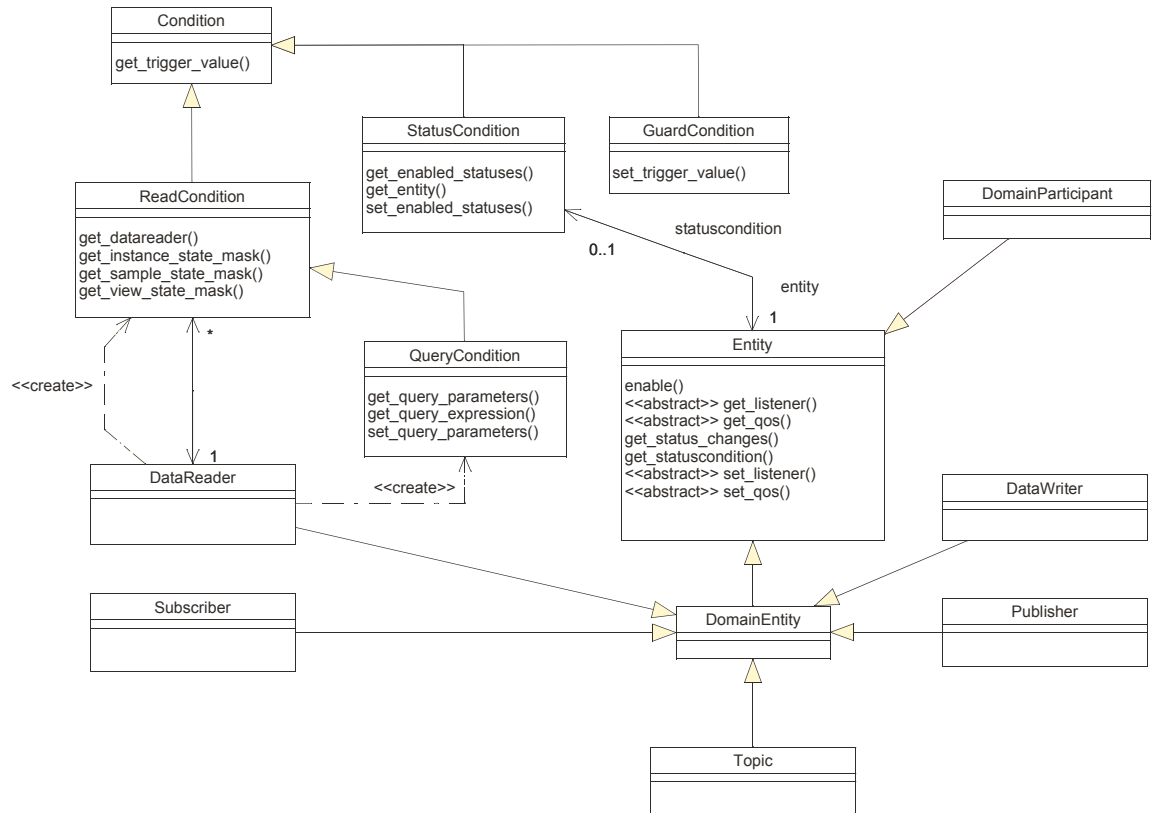 Condition
get_trigger_value()
StatusCondition
get_enabled_statuses()
get_entity()
set_enabled_statuses()
GuardCondition
set_trigger_value()
ReadCondition
get_datareader()
get_instance_state_mask()
get_sample_state_mask()
get_view_state_mask()
DomainParticipant
statuscondition
0..1
entity
1
*
<<create>>
QueryCondition
get_query_parameters()
get_query_expression()
set_query_parameters()
Entity
enable()
<<abstract>> get_listener()
<<abstract>> get_qos()
get_status_changes()
get_statuscondition()
<<abstract>> set_listener()
<<abstract>> set_qos()
1
DataReader
<<create>>
DataWriter
Subscriber
DomainEntity
Publisher
Topic